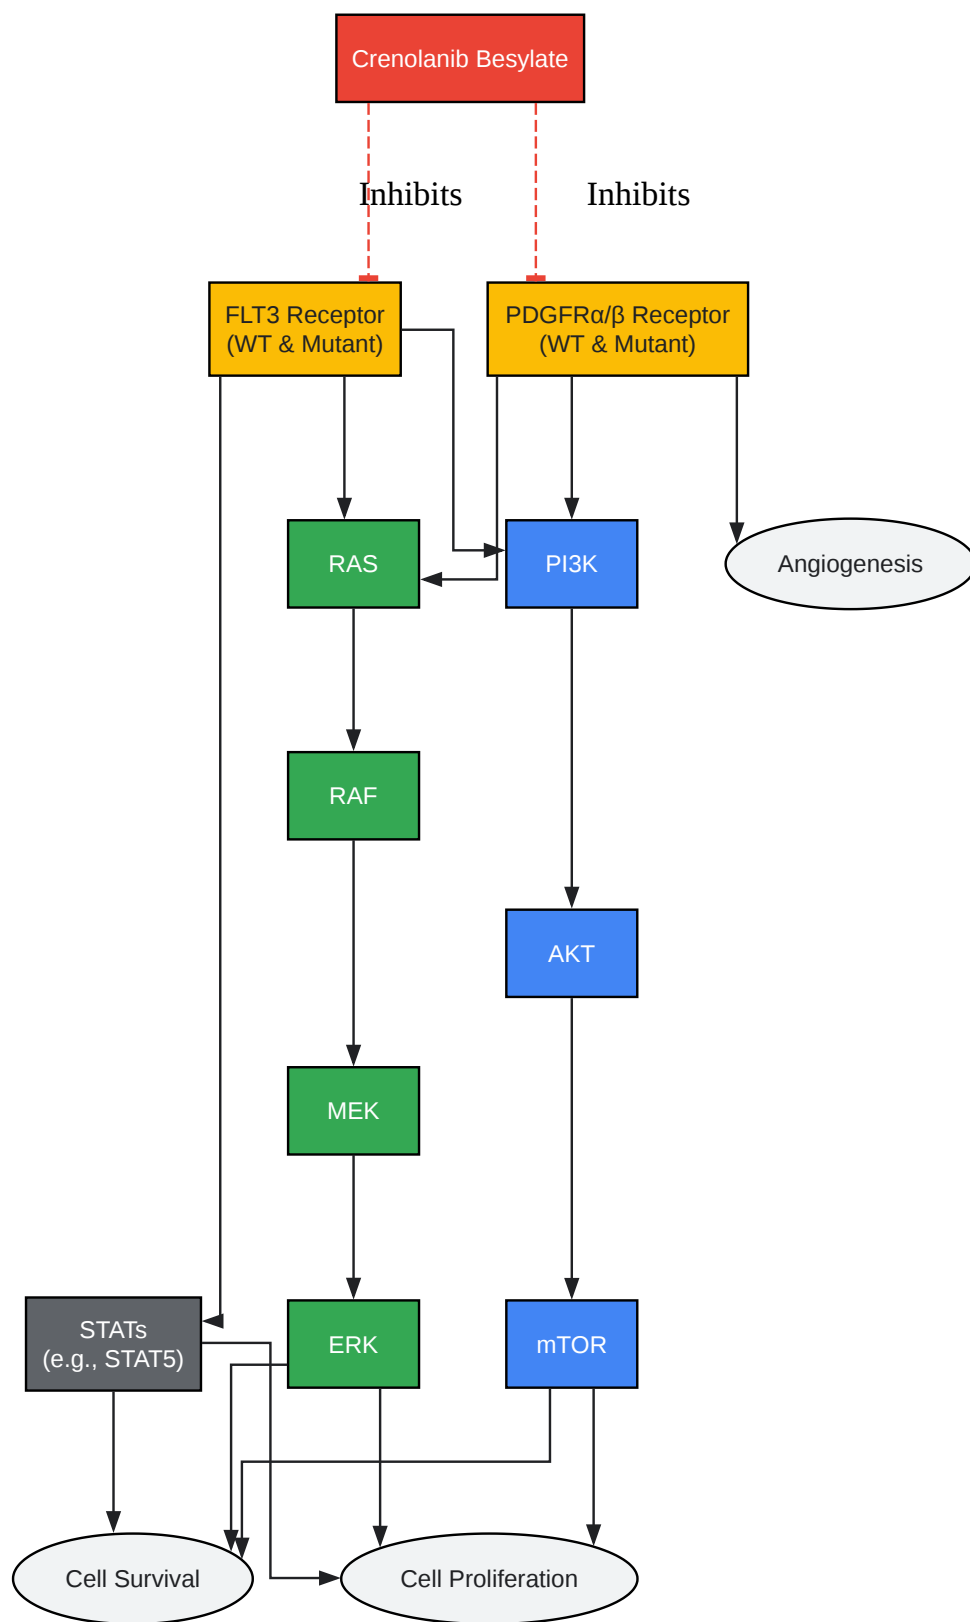 Crenolanib Besylate
Inhibits
Inhibits
FLT3 Receptor
(WT & Mutant)
PDGFRα/β Receptor
(WT & Mutant)
RAS
PI3K
Angiogenesis
RAF
AKT
MEK
STATs
(e.g., STAT5)
ERK
mTOR
Cell Survival
Cell Proliferation